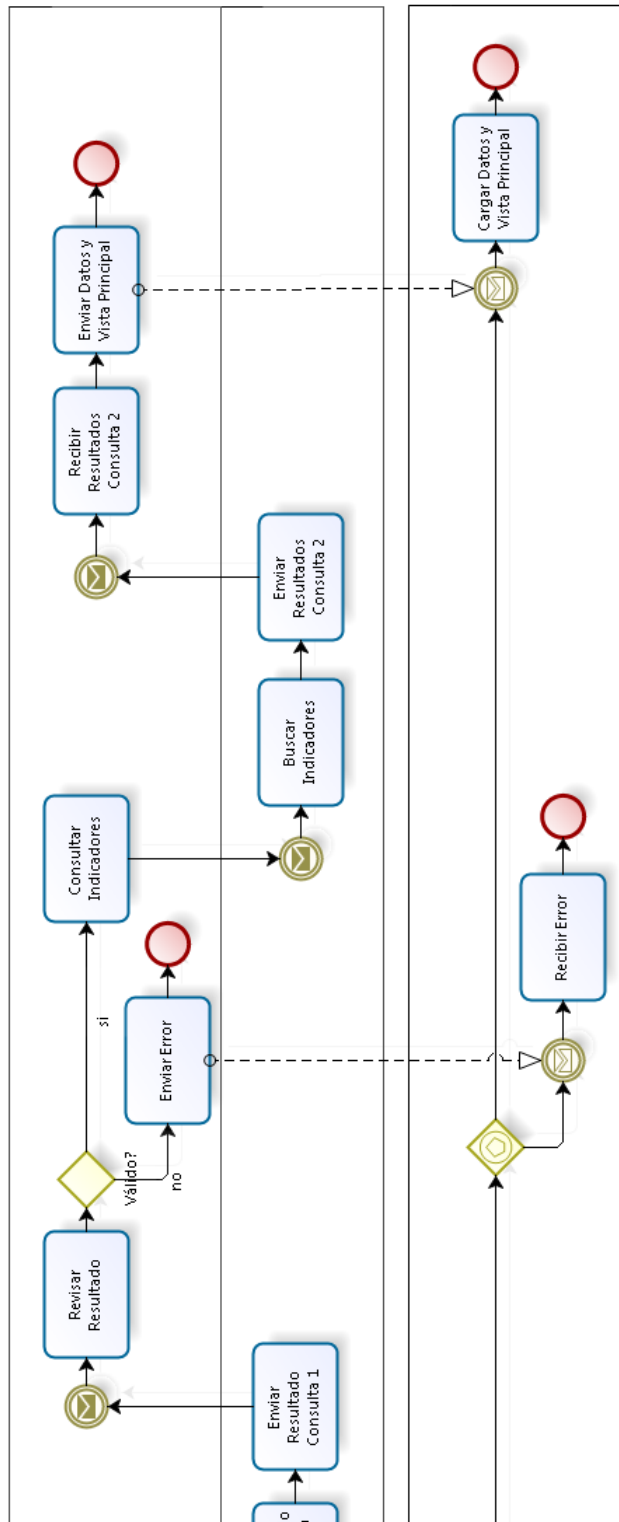 Cargar Datos y
Vista Principal
Enviar Datos y
Vista Principal
Recibir
Resultados
Consulta 2
Enviar
Resultados
Consulta 2
Buscar
Indicadores
Consultar
Indicadores
Recibir Error
si
Enviar Error
Válido?
no
Revisar
Resultado
Enviar
Resultado
Consulta 1